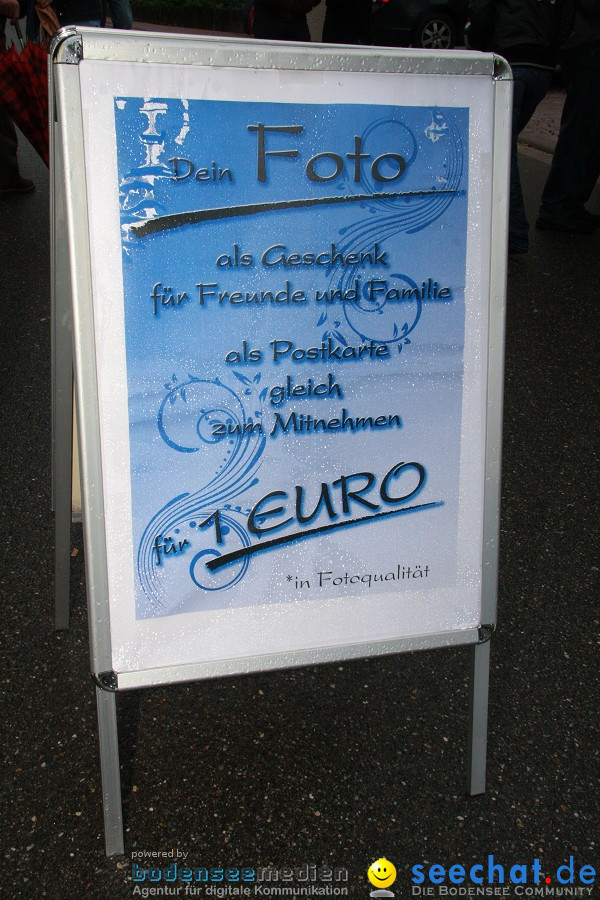 Dein Foto
als Geschenk
für Freunde und Familie
als Postkarte
gleich
zum Mitnehmen
für 1 EURO
*in Fotoqualität
powered by
bodenseemedien
Agentur für digitale Kommunikation
seechat.de
Die Bodensee Community